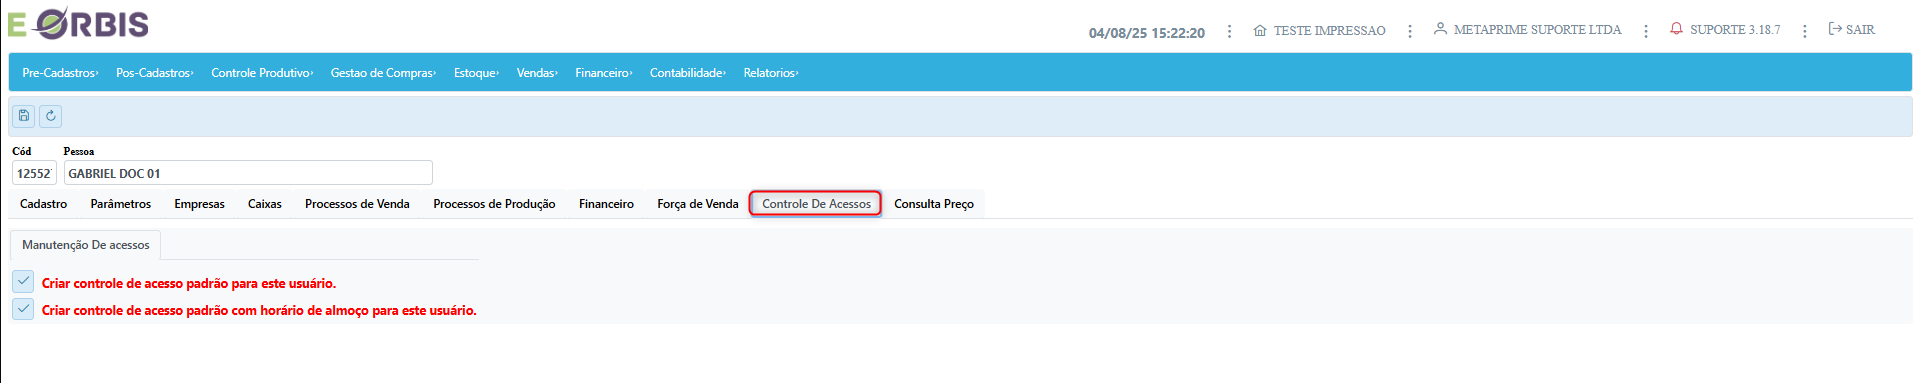 E ORBIS
04/08/25 15:22:20 TESTE IMPRESSAO METAPRIME SUPORTE LTDA SUPORTE 3.18.7 SAIR
Pre-Cadastros Pos-Cadastros Controle Produtivo Gestao de Compras Estoque Vendas Financeiro Contabilidade Relatorios
Cód Pessoa
12552 GABRIEL DOC 01
Cadastro Parâmetros Empresas Caixas Processos de Venda Processos de Produção Financeiro Força de Venda Controle De Acessos Consulta Preço
Manutenção De acessos
Criar controle de acesso padrão para este usuário.
Criar controle de acesso padrão com horário de almoço para este usuário.